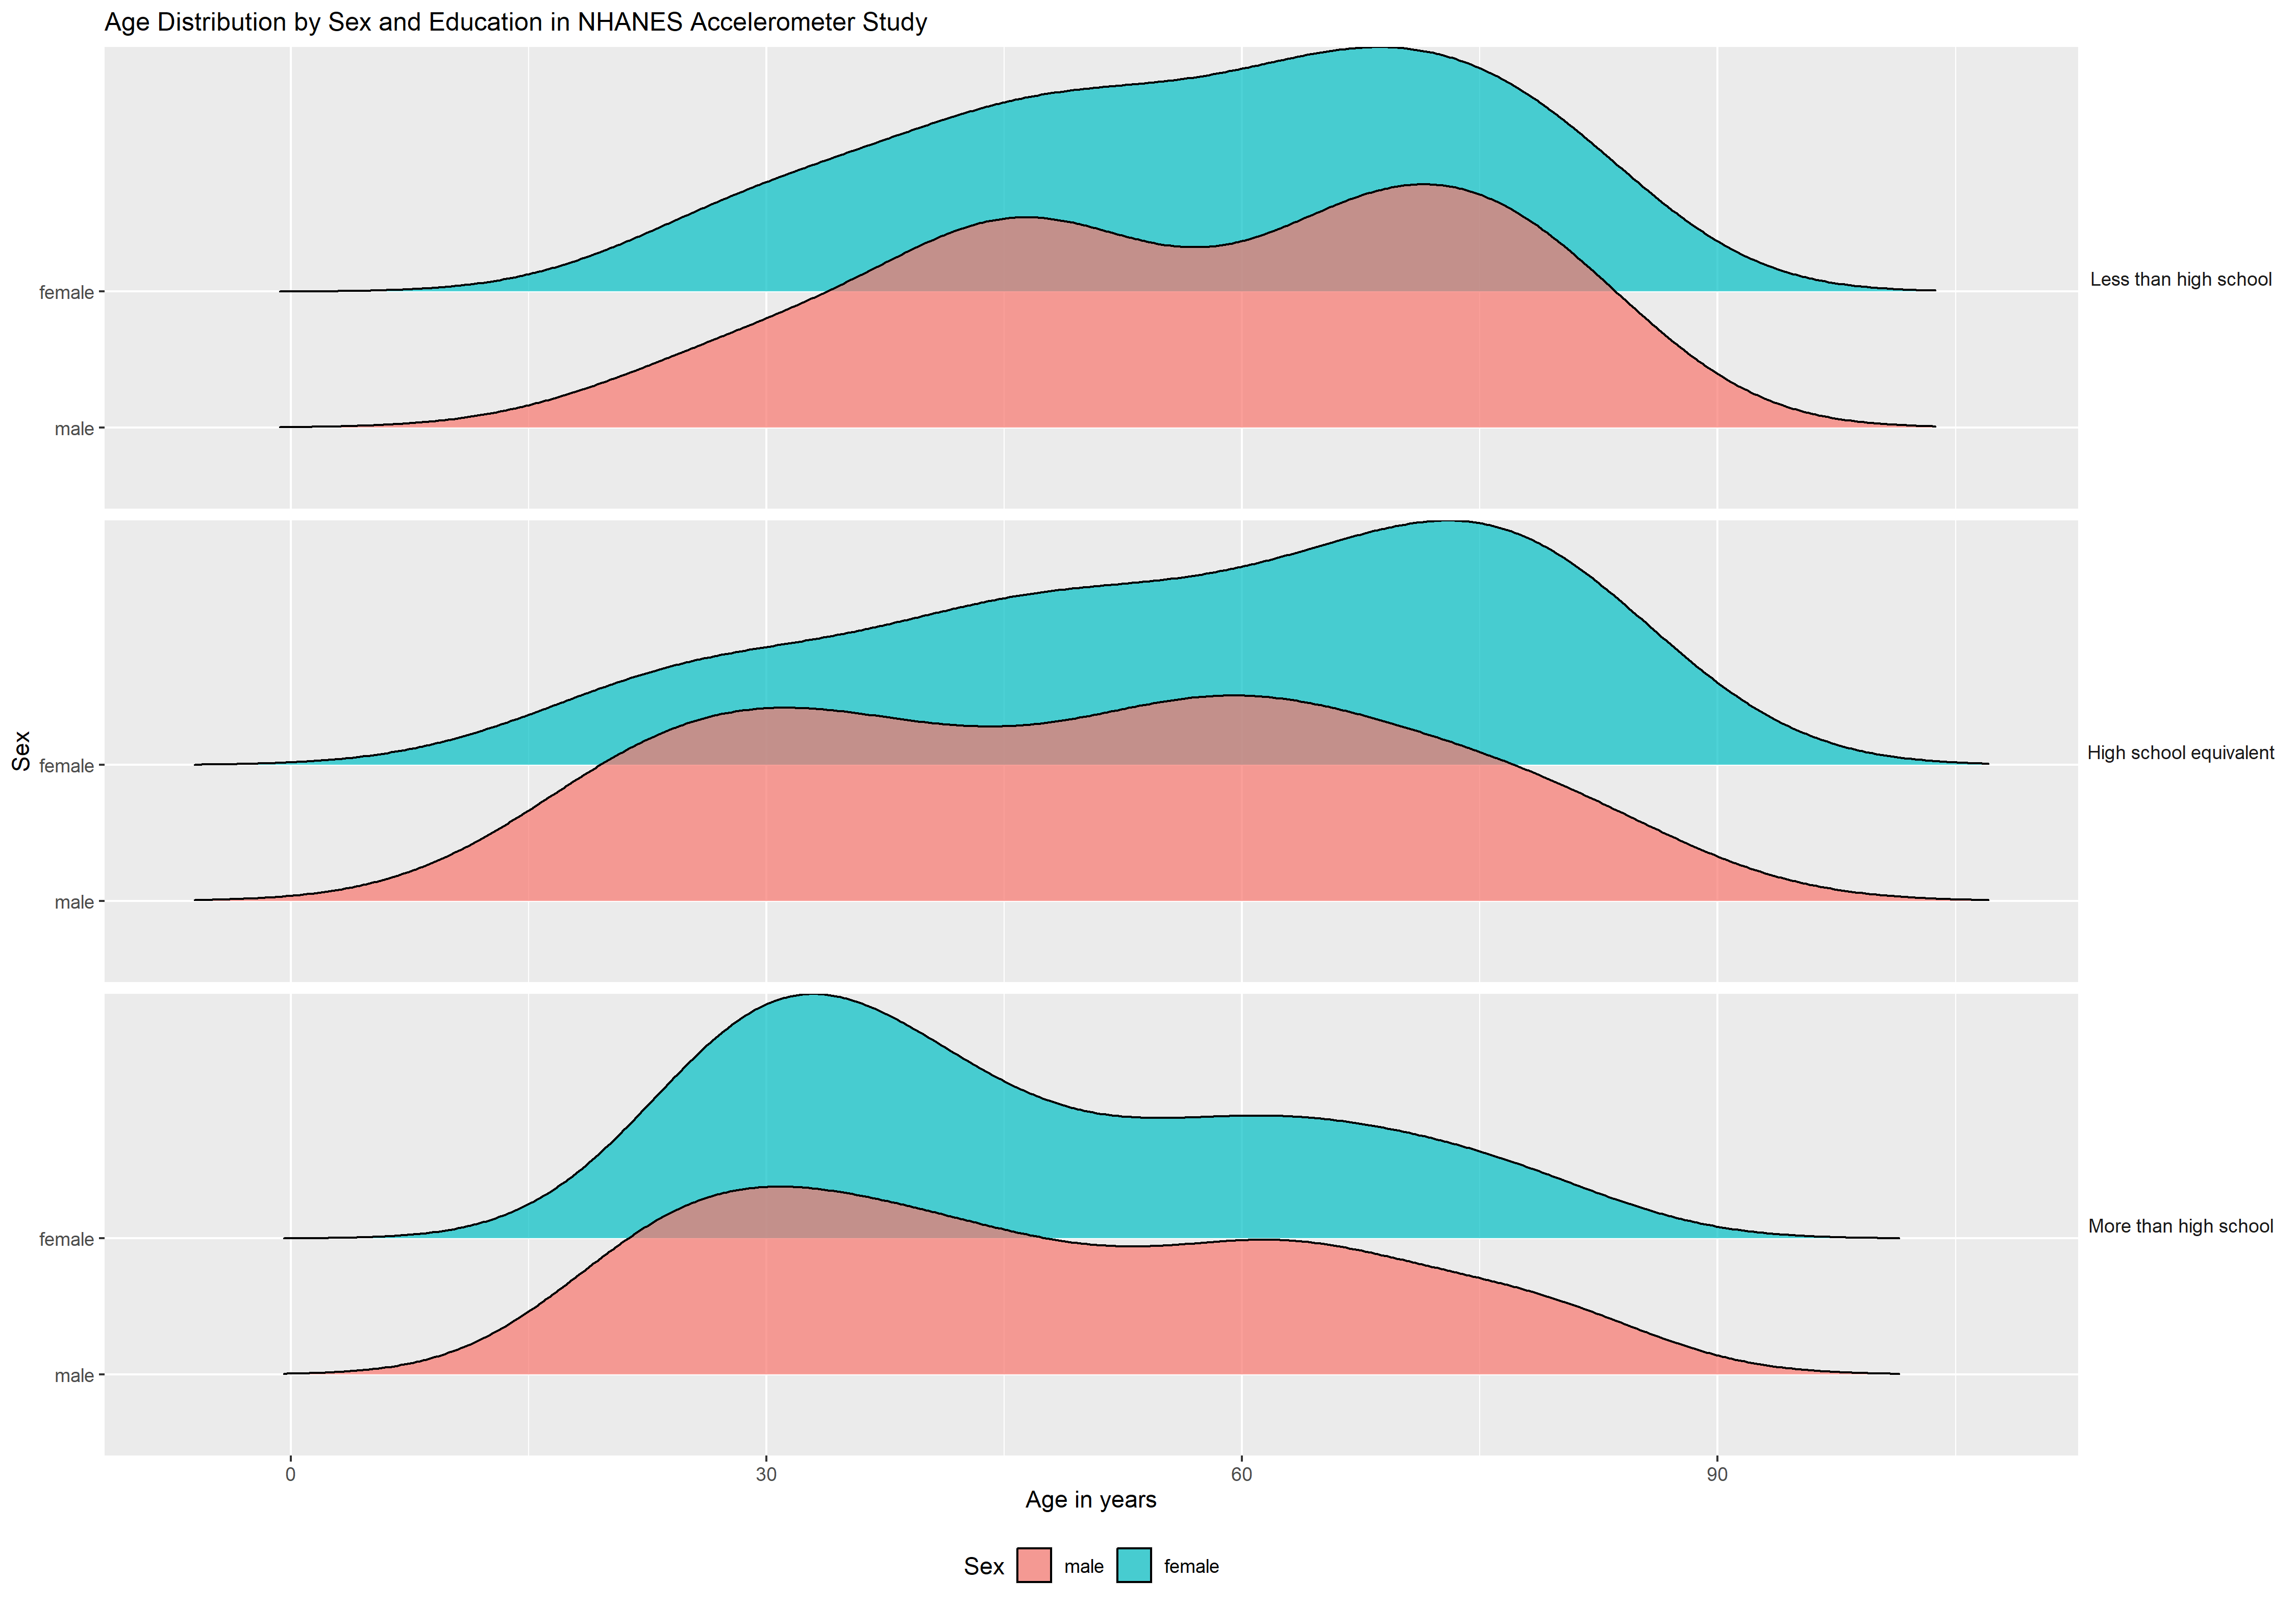 Age Distribution by Sex and Education in NHANES Accelerometer Study
female
male
Less than high school
Sex
female
male
High school equivalent
female
male
More than high school
0 30 60 90
Age in years
Sex male female